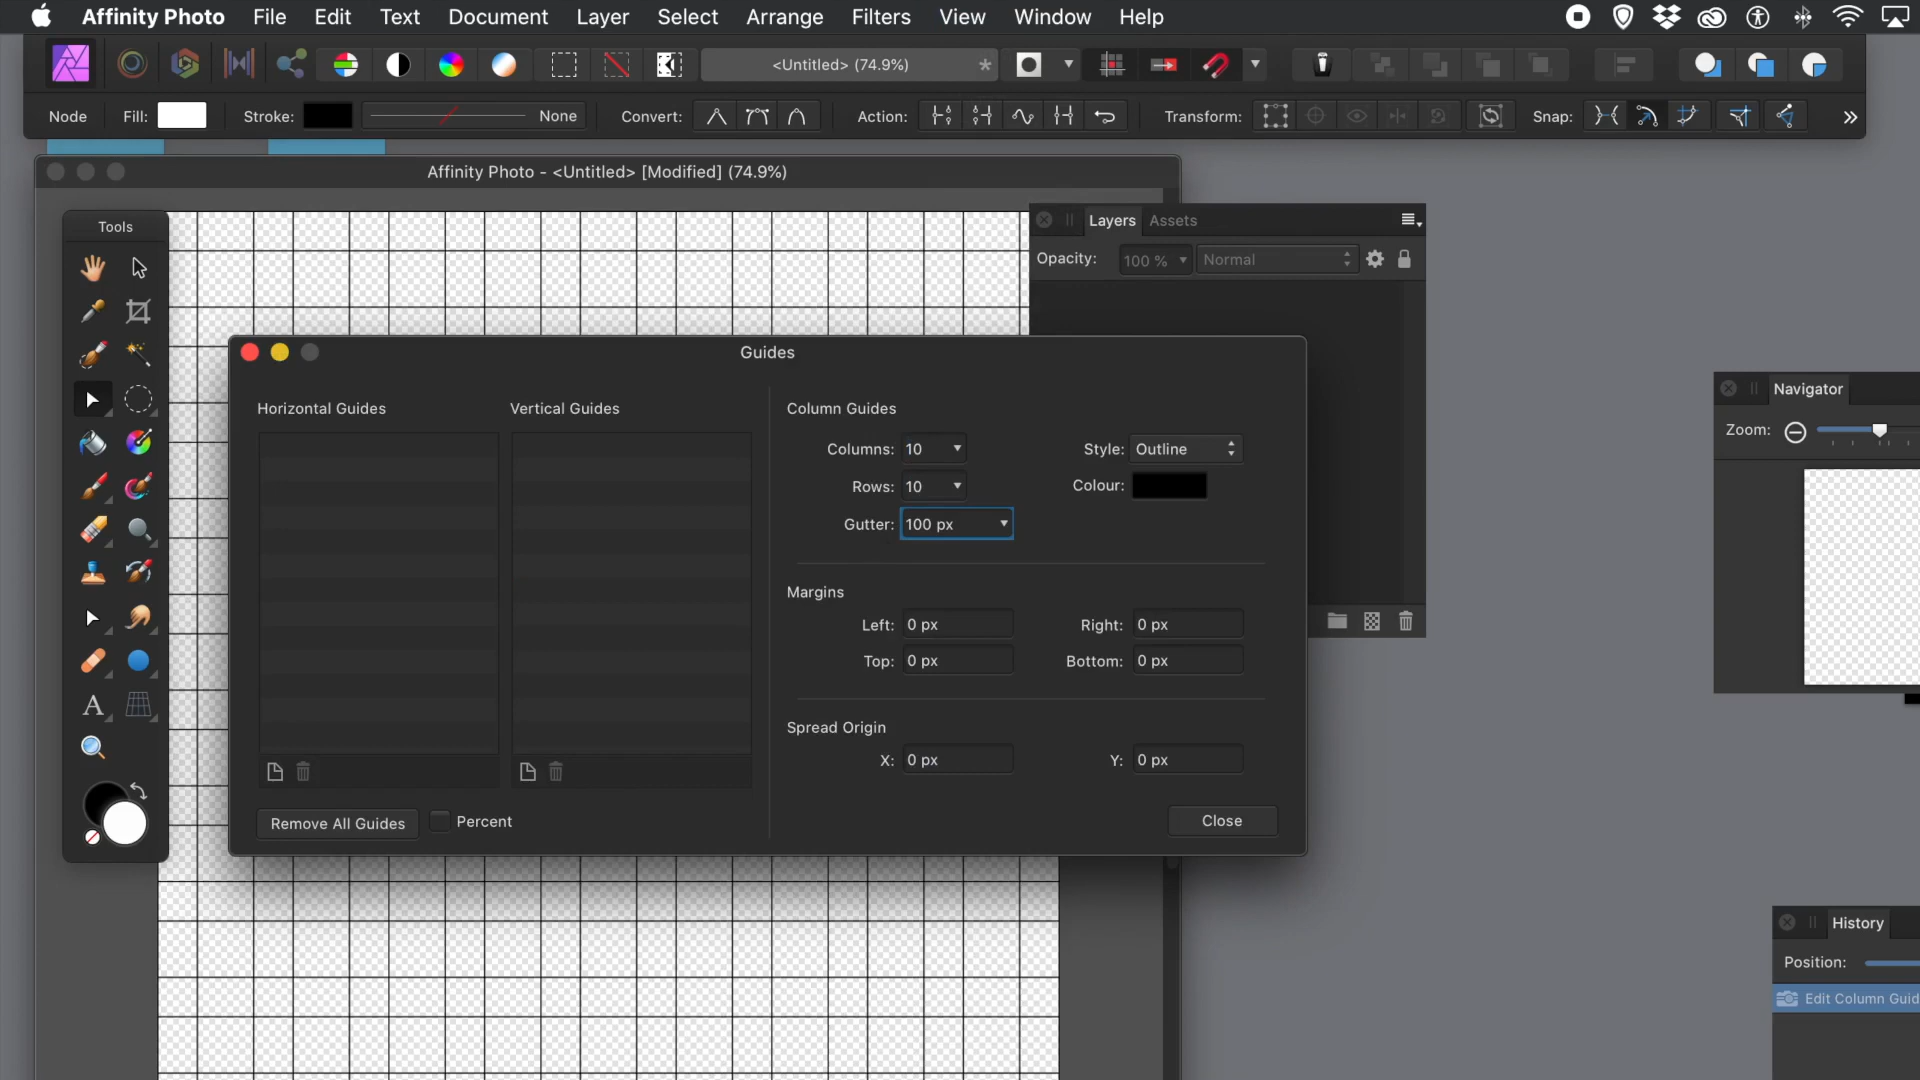 Affinity Photo File Edit Text Document Layer Select Arrange Filters View Window Help
<Untitled> (74.9%) *
Node Fill: Stroke: None Convert: Action: Transform: Snap: »
Affinity Photo - <Untitled> [Modified] (74.9%)
Tools
Layers Assets
Opacity: 100 % Normal
Guides
Horizontal Guides Vertical Guides Column Guides
Columns: 10 Style: Outline
Rows: 10 Colour:
Gutter: 100 px
Margins
Left: 0 px Right: 0 px
Top: 0 px Bottom: 0 px
Spread Origin
X: 0 px Y: 0 px
Remove All Guides Percent Close
Navigator
Zoom:
A
History
Position:
Edit Column Guid